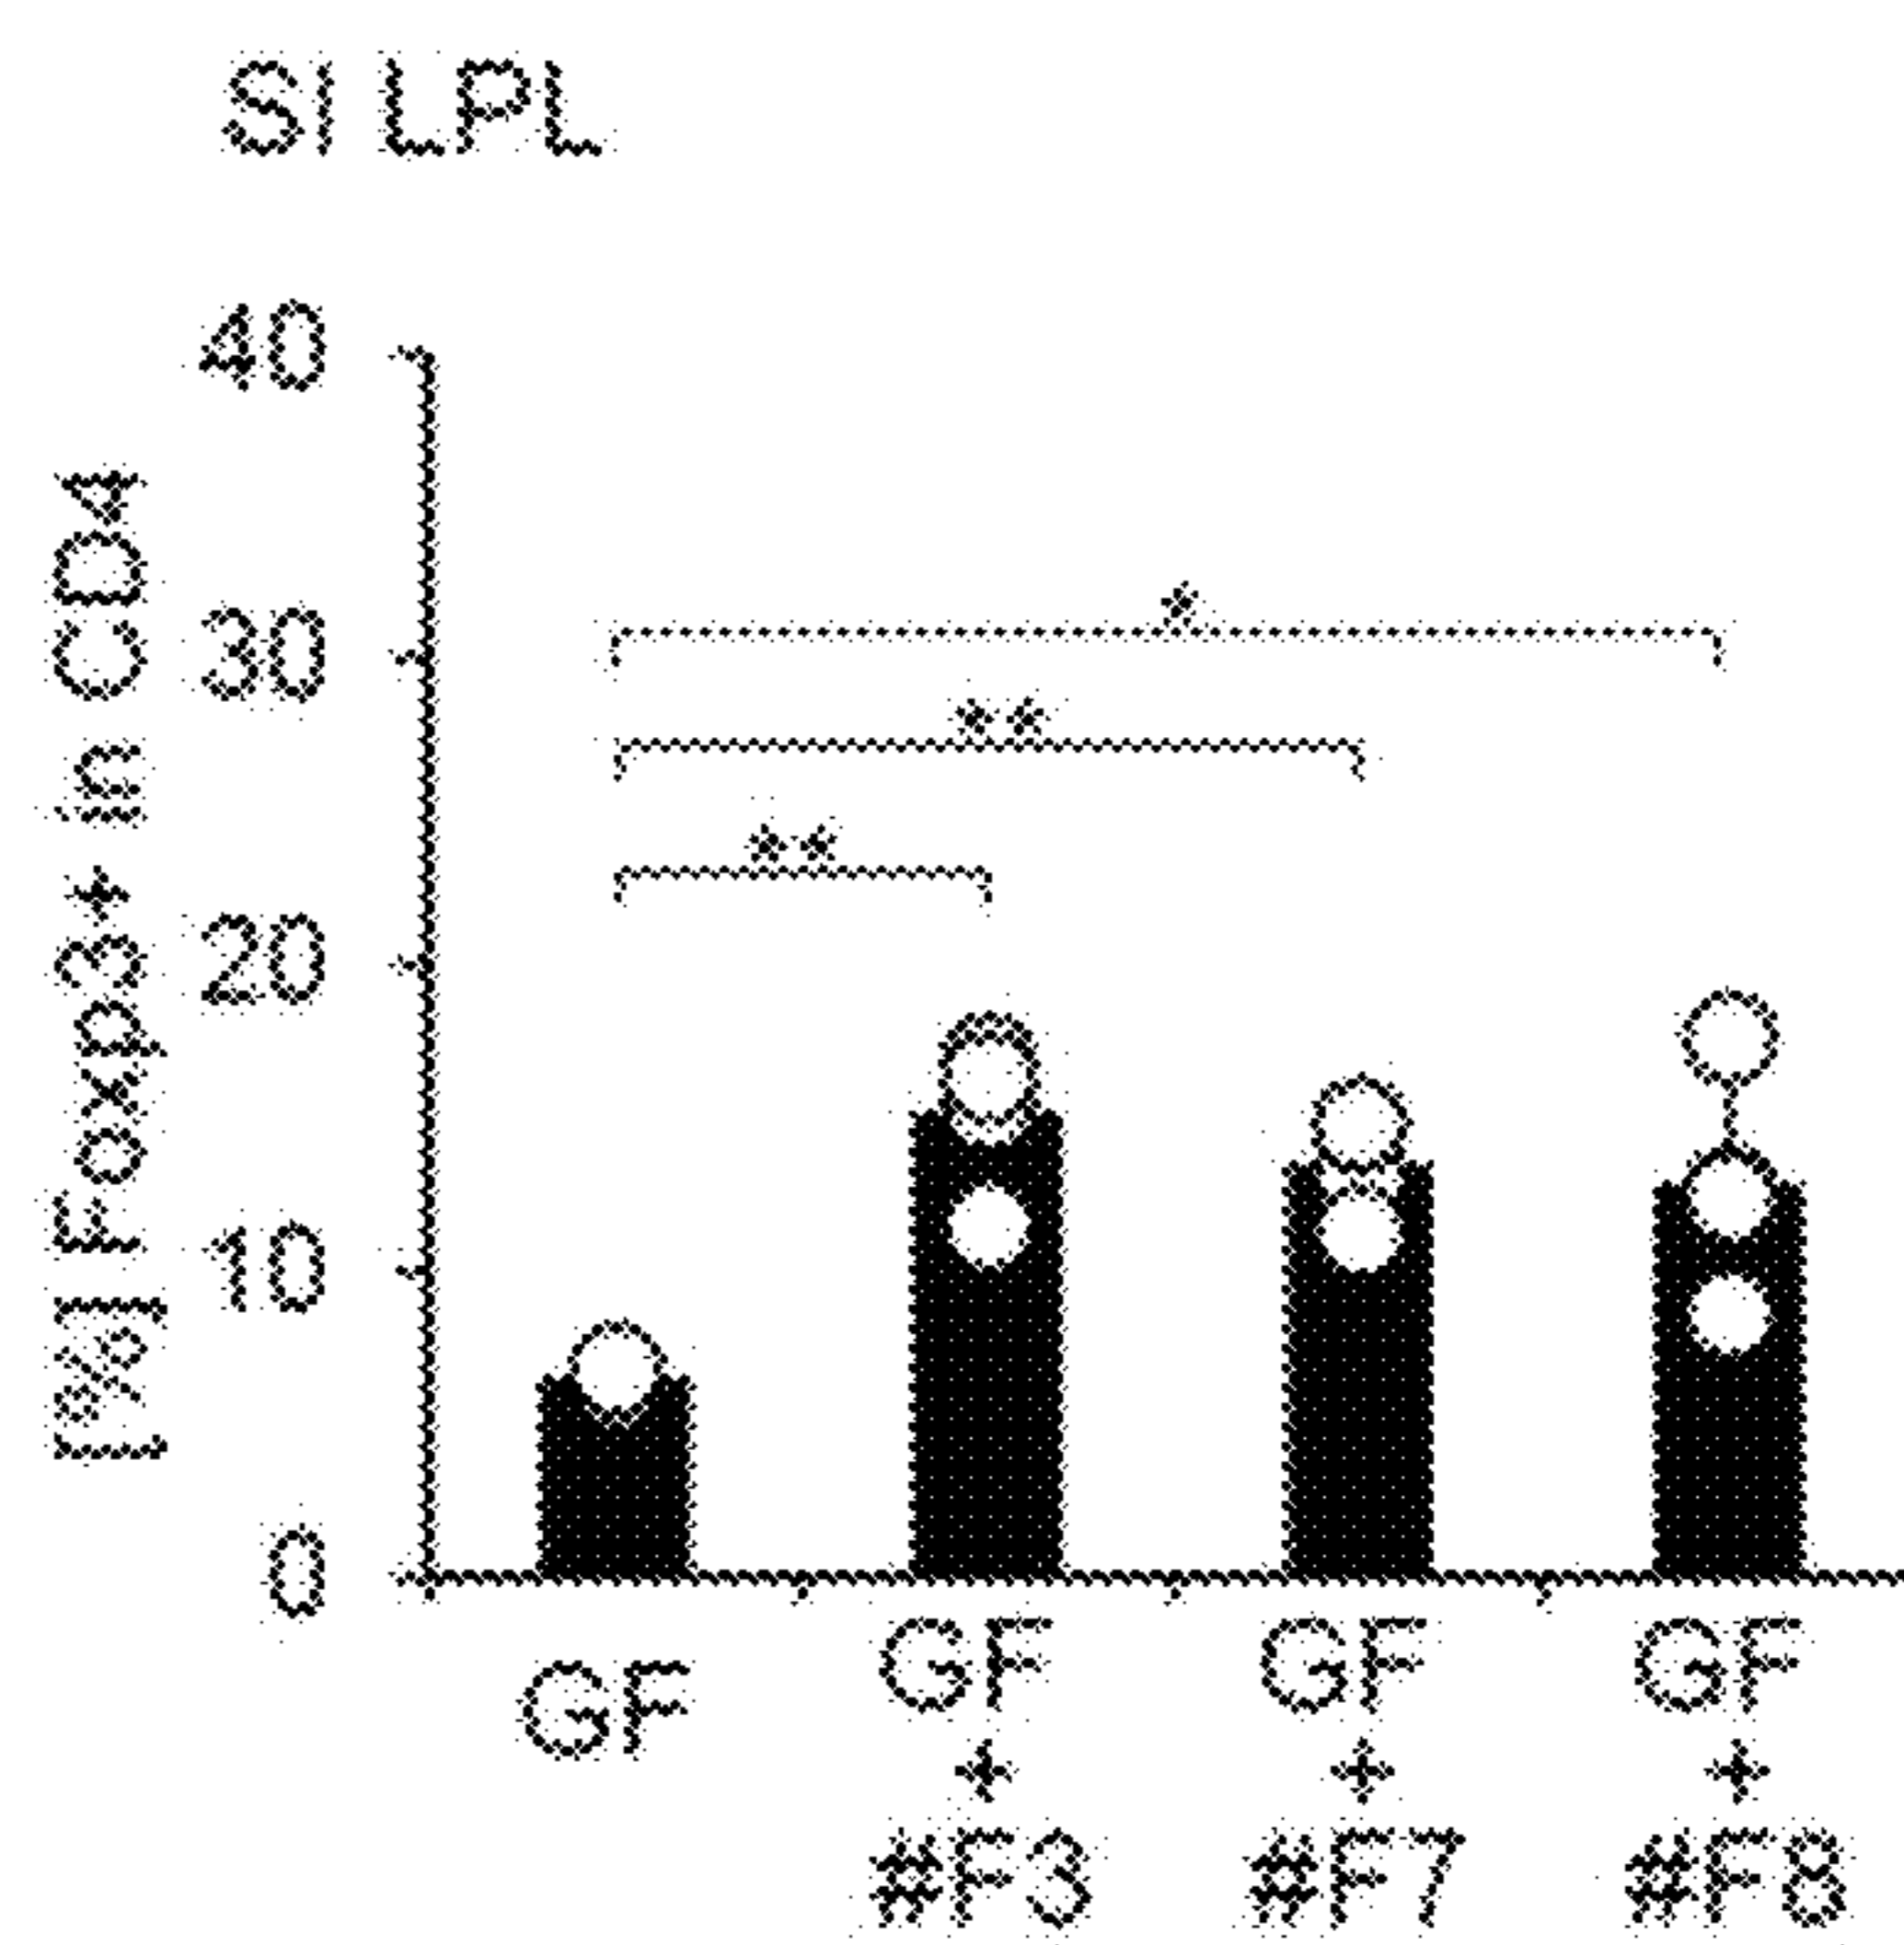 SI LPL
[%] Foxp3+ in CD4
40
30
20
10
0
*
**
**
GF
GF
+
#F3
GF
+
#F7
GF
+
#F8